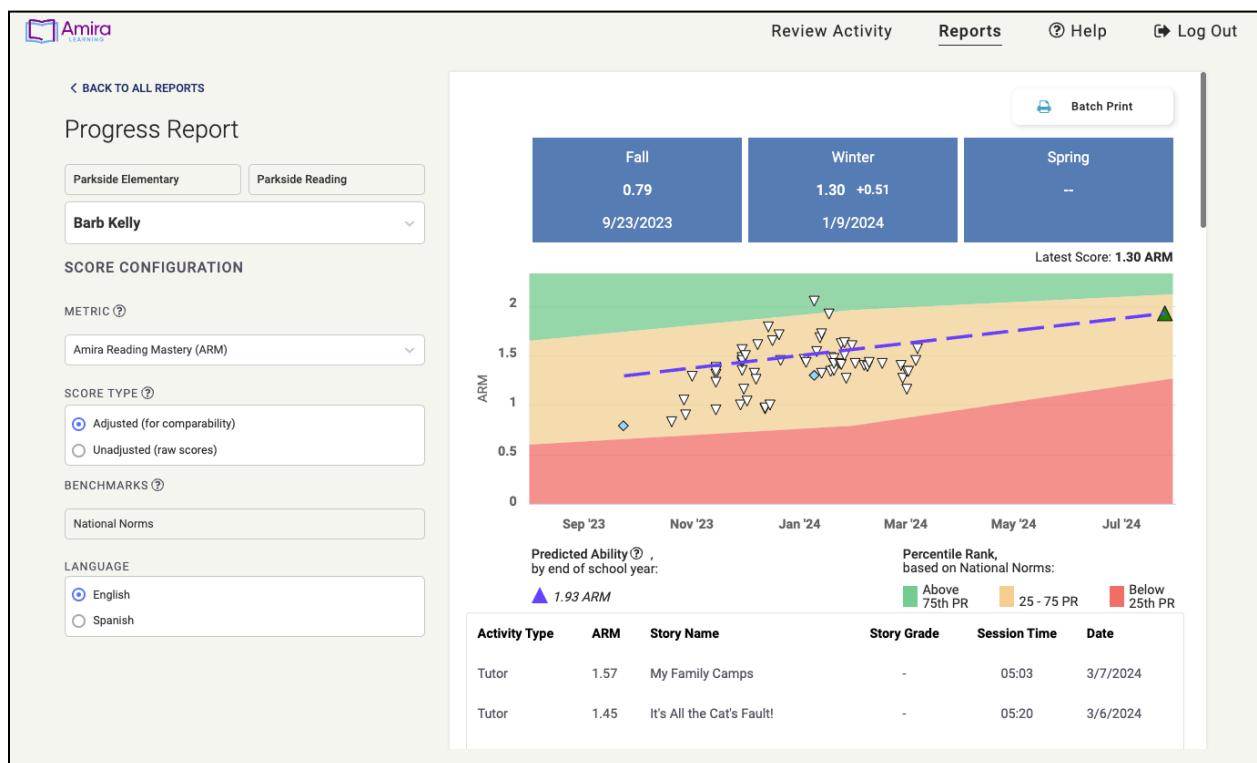 Amira
LEARNING
Review Activity
Reports
Help
Log Out
BACK TO ALL REPORTS
Progress Report
Parkside Elementary
Parkside Reading
Barb Kelly
SCORE CONFIGURATION
METRIC
Amira Reading Mastery (ARM)
SCORE TYPE
Adjusted (for comparability)
Unadjusted (raw scores)
BENCHMARKS
National Norms
LANGUAGE
English
Spanish
Batch Print
Fall
0.79
9/23/2023
Winter
1.30 +0.51
1/9/2024
Spring
--
Latest Score: 1.30 ARM
ARM
2
1.5
1
0.5
0
Sep '23 Nov '23 Jan '24 Mar '24 May '24 Jul '24
Predicted Ability ,
by end of school year:
1.93 ARM
Percentile Rank,
based on National Norms:
Above
75th PR
25 - 75 PR
Below
25th PR
Activity Type ARM Story Name Story Grade Session Time Date
Tutor 1.57 My Family Camps - 05:03 3/7/2024
Tutor 1.45 It's All the Cat's Fault! - 05:20 3/6/2024